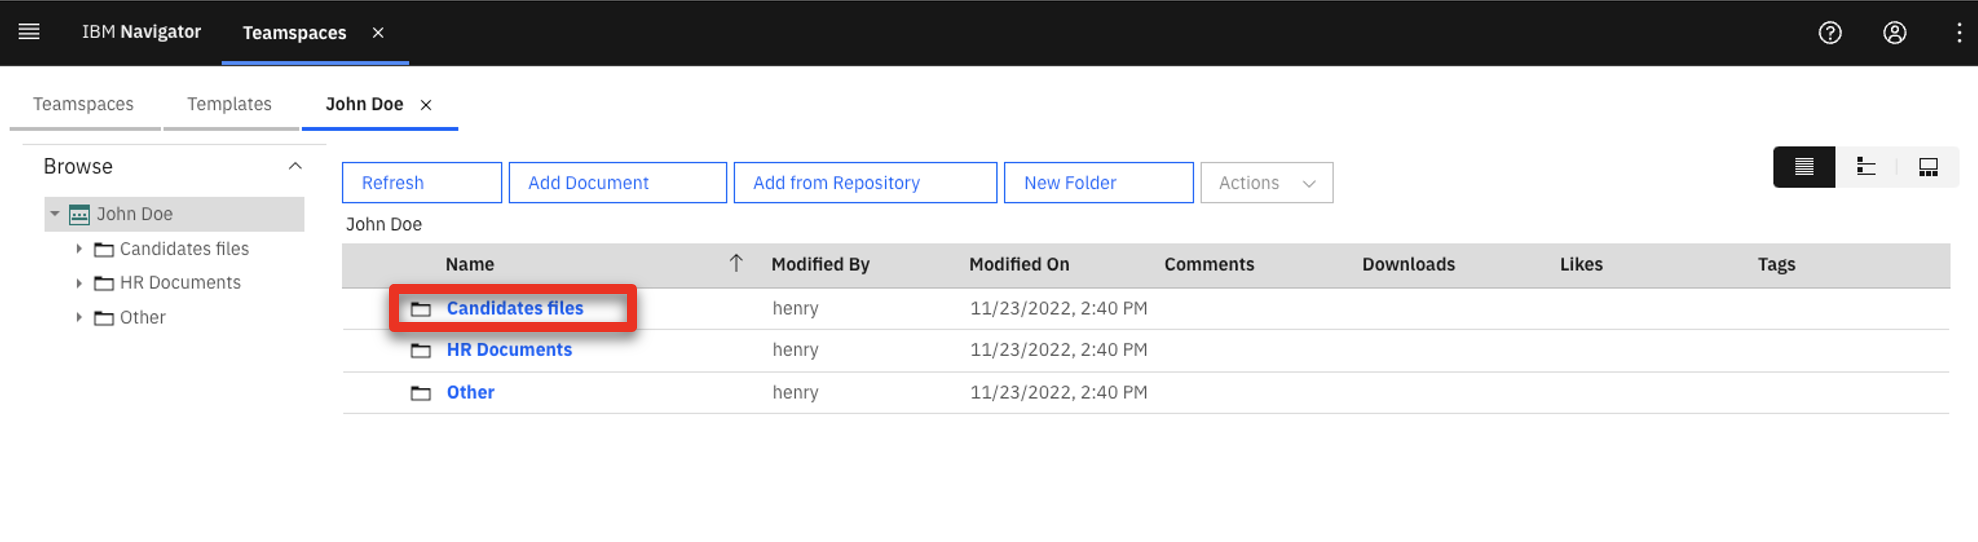 IBM Navigator Teamspaces
Teamspaces Templates John Doe
Browse
John Doe
Candidates files
HR Documents
Other
Refresh Add Document Add from Repository New Folder Actions
John Doe
Name Modified By Modified On Comments Downloads Likes Tags
Candidates files henry 11/23/2022, 2:40 PM
HR Documents henry 11/23/2022, 2:40 PM
Other henry 11/23/2022, 2:40 PM